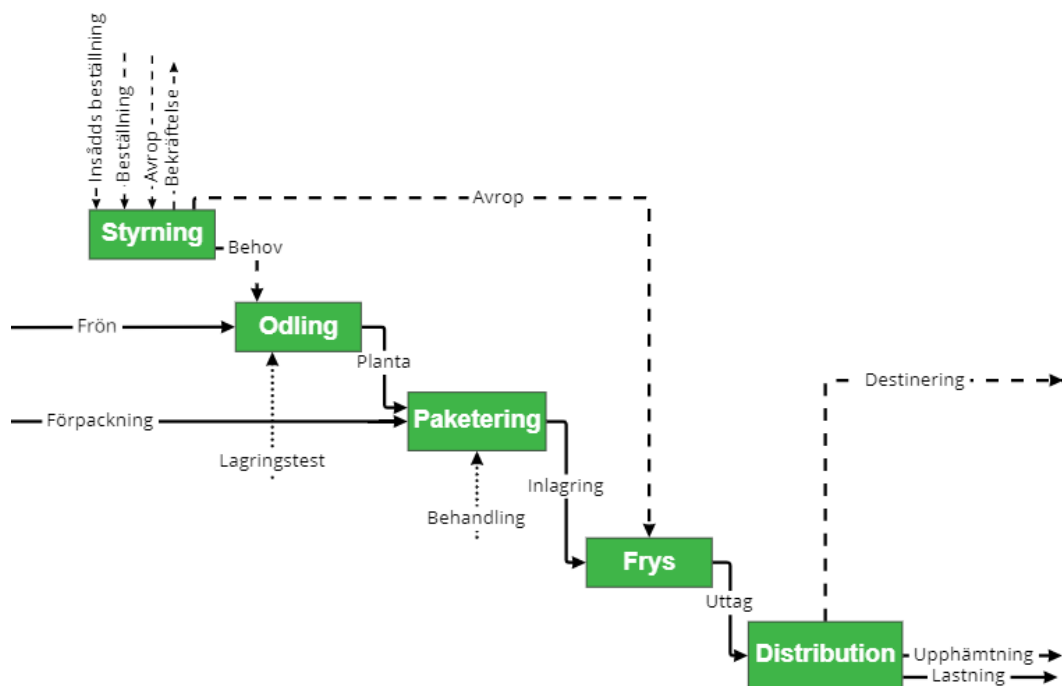 Insådds beställning
Beställning
Avrop
Bekräftelse
Avrop
Styrning
Behov
Frön
Odling
Planta
Destinering
Förpackning
Paketering
Lagringstest
Inlagring
Behandling
Frys
Uttag
Distribution
Upphämtning
Lastning